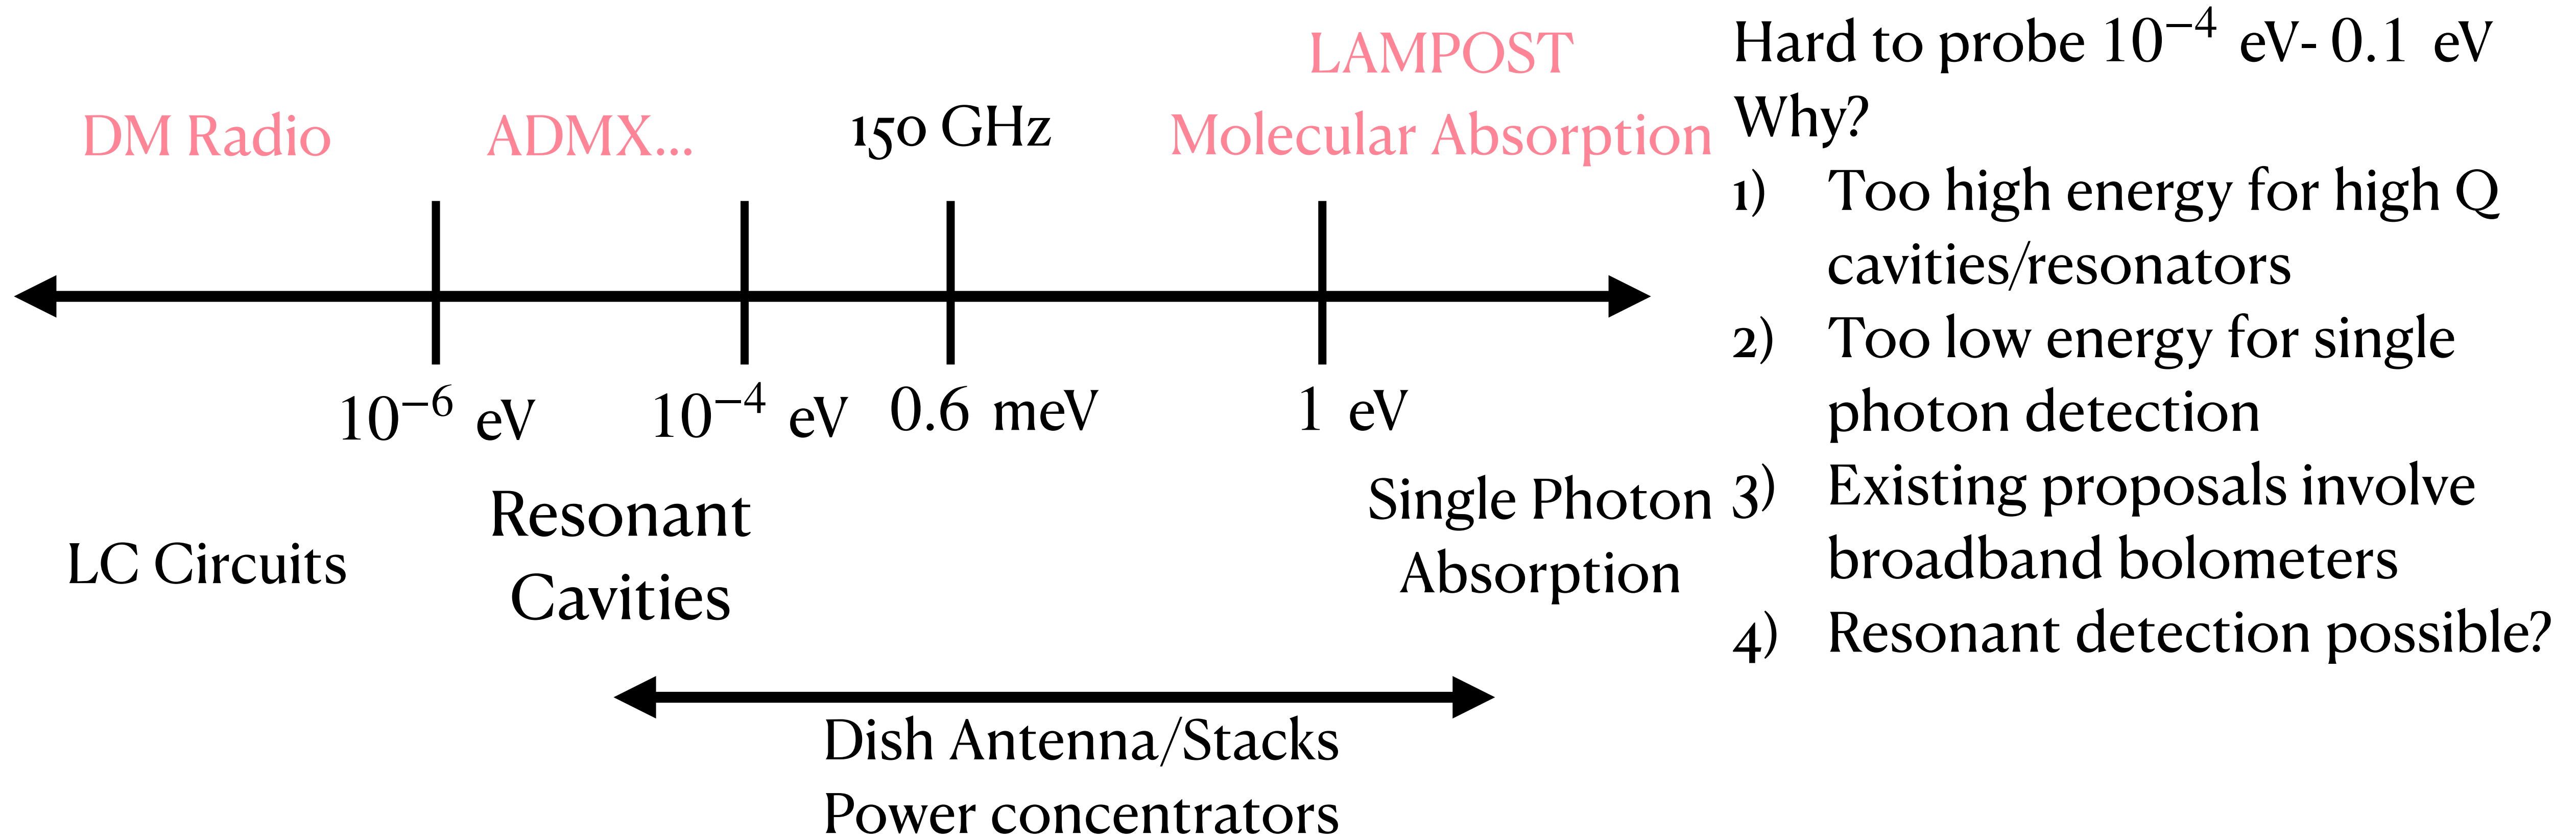 LAMPOST
DM Radio
ADMX...
150 GHz
Molecular Absorption
10⁻⁶ eV
10⁻⁴ eV
0.6 meV
1 eV
LC Circuits
Resonant
Cavities
Single Photon
Absorption
Dish Antenna/Stacks
Power concentrators
Hard to probe 10⁻⁴ eV- 0.1 eV
Why?
1) Too high energy for high Q
cavities/resonators
2) Too low energy for single
photon detection
3) Existing proposals involve
broadband bolometers
4) Resonant detection possible?